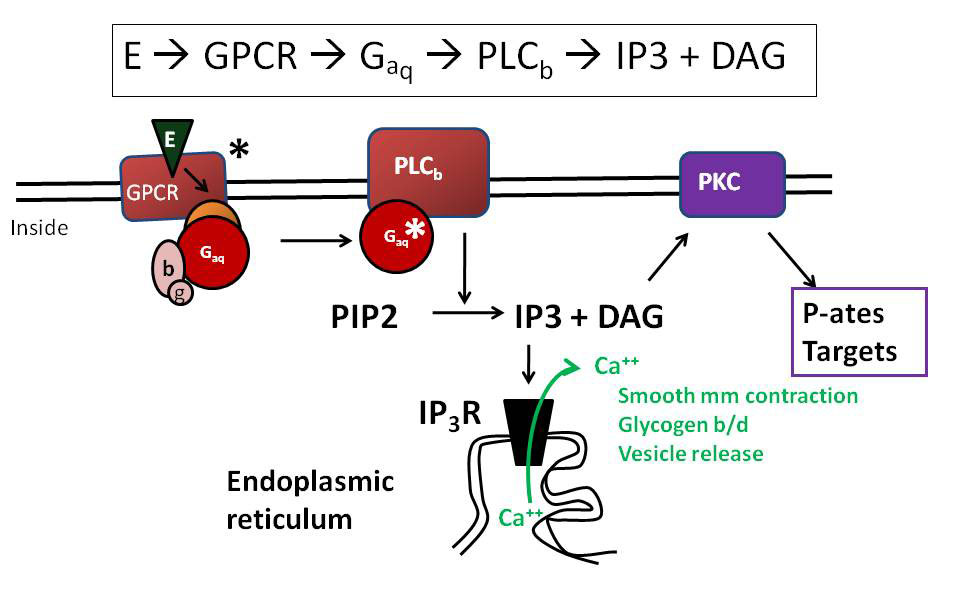 E → GPCR → Gaq → PLCb → IP3 + DAG
E
*
GPCR
PLCb
PKC
Inside
Gaq
Gaq*
b
g
PIP2
IP3 + DAG
P-ates
Targets
Ca++
Smooth mm contraction
Glycogen b/d
Vesicle release
IP3R
Endoplasmic
reticulum
Ca++